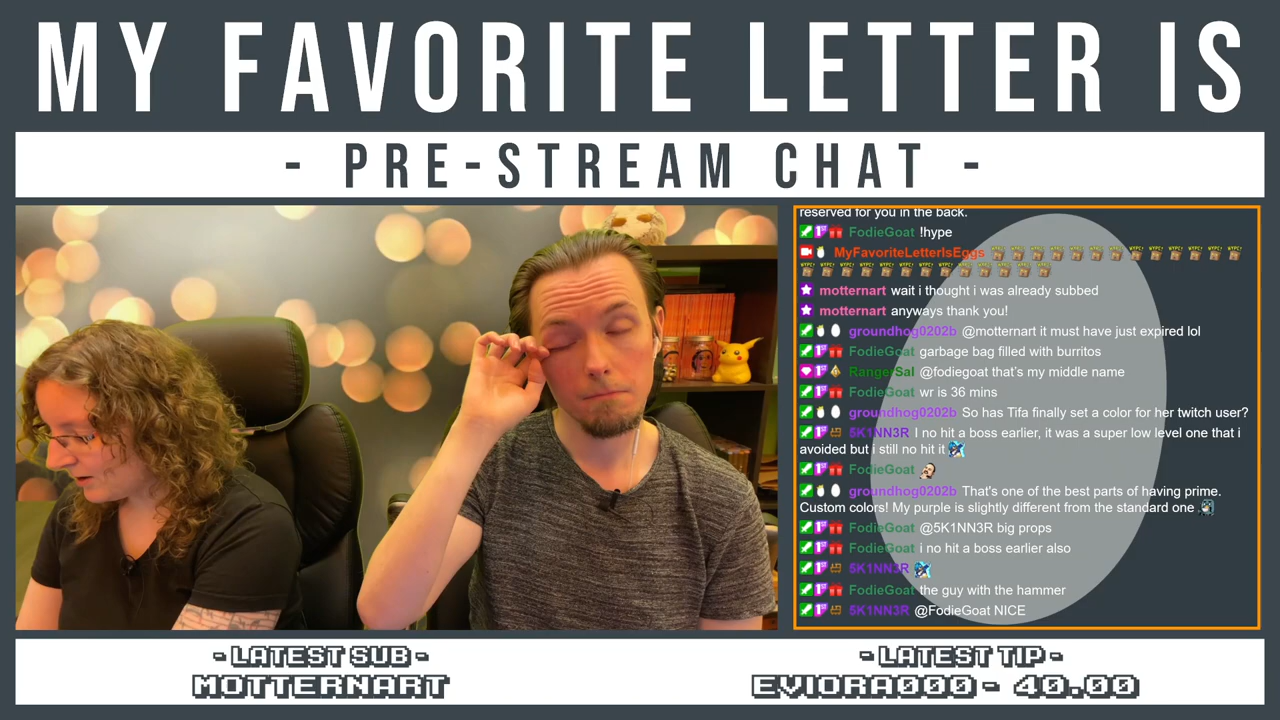 MY FAVORITE LETTER IS
- PRE-STREAM CHAT -
reserved for you in the back.
FodieGoat !hype
MyFavoriteLetterIsEggs
motternart wait i thought i was already subbed
motternart anyways thank you!
groundhog0202b @motternart it must have just expired lol
FodieGoat garbage bag filled with burritos
RangerSal @fodiegoat that's my middle name
FodieGoat wr is 36 mins
groundhog0202b So has Tifa finally set a color for her twitch user?
5K1NN3R I no hit a boss earlier, it was a super low level one that i
avoided but i still no hit it
FodieGoat
groundhog0202b That's one of the best parts of having prime.
Custom colors! My purple is slightly different from the standard one
FodieGoat @5K1NN3R big props
FodieGoat i no hit a boss earlier also
5K1NN3R
FodieGoat the guy with the hammer
5K1NN3R @FodieGoat NICE
- LATEST SUB -
MOTTERNART
- LATEST TIP -
EVIORA000 - 40.00